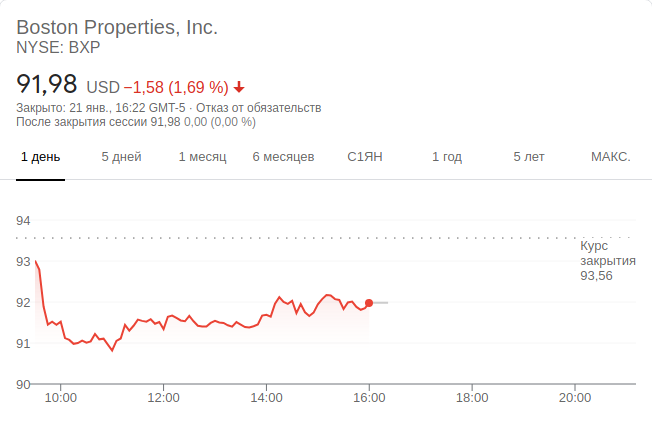 Boston Properties, Inc.
NYSE: BXP
91,98 USD −1,58 (1,69 %)
Закрыто: 21 янв., 16:22 GMT-5 · Отказ от обязательств
После закрытия сессии 91,98 0,00 (0,00 %)
1 день 5 дней 1 месяц 6 месяцев С1ЯН 1 год 5 лет МАКС.
94
Курс
закрытия
93,56
93
92
91
90
10:00 12:00 14:00 16:00 18:00 20:00